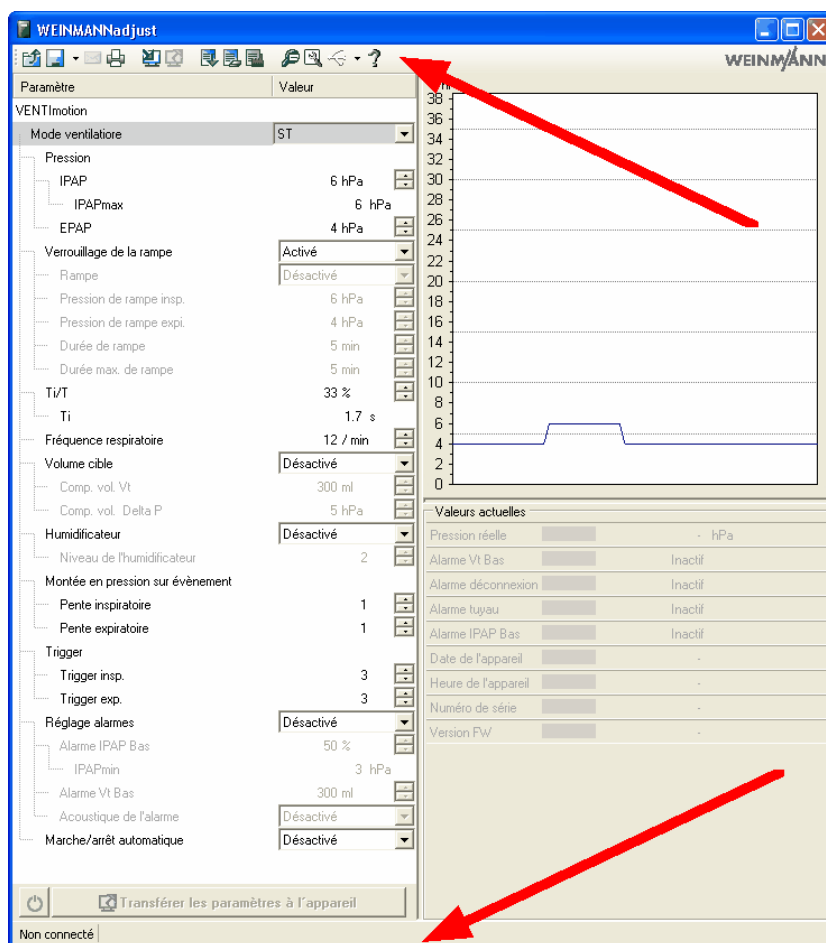 WEINMANNadjust
WEINMANN
Paramètre Valeur
VENTImotion
Mode ventilatiore ST
Pression
IPAP 6 hPa
IPAPmax 6 hPa
EPAP 4 hPa
Verrouillage de la rampe Activé
Rampe Désactivé
Pression de rampe insp. 6 hPa
Pression de rampe expi. 4 hPa
Durée de rampe 5 min
Durée max. de rampe 5 min
Ti/T 33 %
Ti 1.7 s
Fréquence respiratoire 12 / min
Volume cible Désactivé
Comp. vol. Vt 300 ml
Comp. vol. Delta P 5 hPa
Humidificateur Désactivé
Niveau de l'humidificateur 2
Montée en pression sur évènement
Pente inspiratoire 1
Pente expiratoire 1
Trigger
Trigger insp. 3
Trigger exp. 3
Réglage alarmes Désactivé
Alarme IPAP Bas 50 %
IPAPmin 3 hPa
Alarme Vt Bas 300 ml
Acoustique de l'alarme Désactivé
Marche/arrêt automatique Désactivé
Transférer les paramètres à l'appareil
Non connecté
38
36
34
32
30
28
26
24
22
20
18
16
14
12
10
8
6
4
2
0
Valeurs actuelles
Pression réelle - hPa
Alarme Vt Bas Inactif
Alarme déconnexion Inactif
Alarme tuyau Inactif
Alarme IPAP Bas Inactif
Date de l'appareil -
Heure de l'appareil -
Numéro de série -
Version FW -